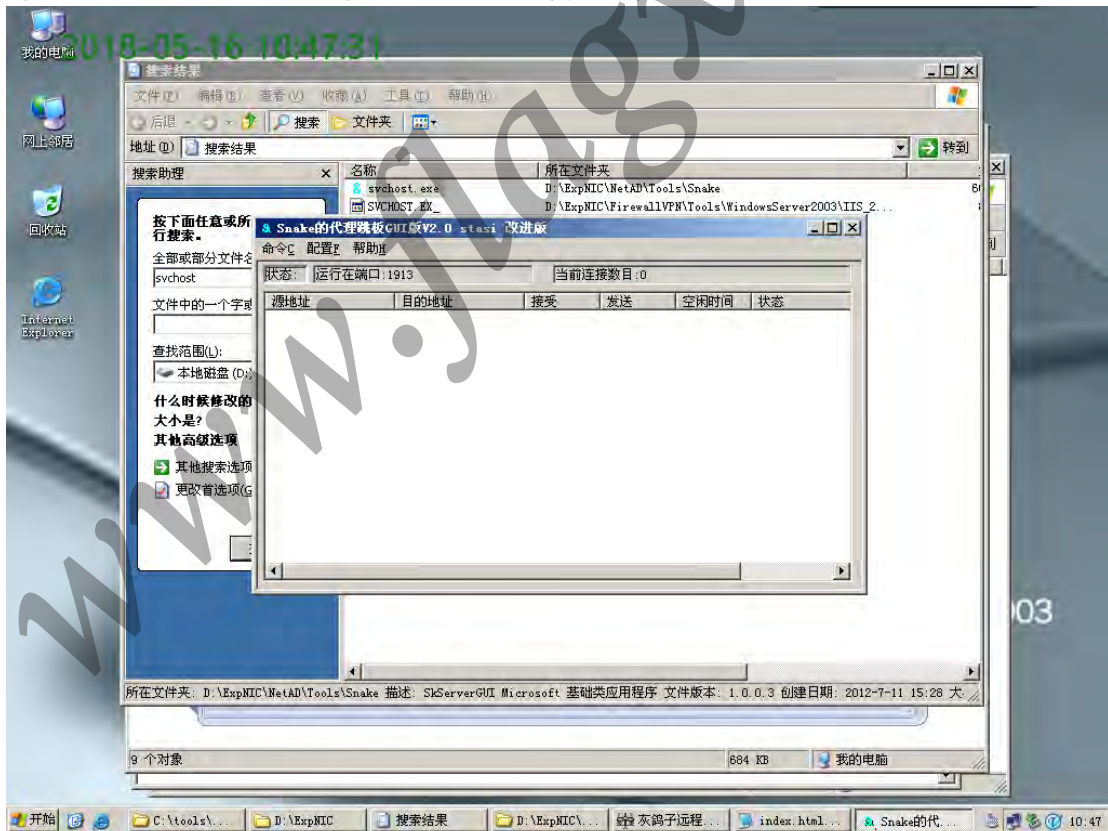 2018-05-16 10:47:31
我的电脑
网上邻居
回收站
Internet
Explorer
搜索结果
文件(F) 编辑(E) 查看(V) 收藏(A) 工具(T) 帮助(H)
后退 搜索 文件夹
地址(D) 搜索结果 转到
搜索助理
名称 所在文件夹
svchost.exe D:\ExpNIC\NetAD\Tools\Snake
SVCHOST.EX_ D:\ExpNIC\FirewallVPN\Tools\WindowsServer2003\IIS_2...
按下面任意或所
行搜索。
全部或部分文件名
svchost
文件中的一个字或
查找范围(L):
本地磁盘 (D:)
什么时候修改的
大小是?
其他高级选项
其他搜索选项
更改首选项(G
Snake的代理跳板GUI版V2.0 stasi 改进版
命令C 配置F 帮助H
状态: 运行在端口:1913 当前连接数目:0
源地址 目的地址 接受 发送 空闲时间 状态
003
所在文件夹: D:\ExpNIC\NetAD\Tools\Snake 描述: SkServerGUI Microsoft 基础类应用程序 文件版本: 1.0.0.3 创建日期: 2012-7-11 15:28 大
9 个对象 684 KB 我的电脑
开始 C:\tools\... D:\ExpNIC 搜索结果 D:\ExpNIC\... 灰鸽子远程... index.html... Snake的代... 10:47
www.jlagx